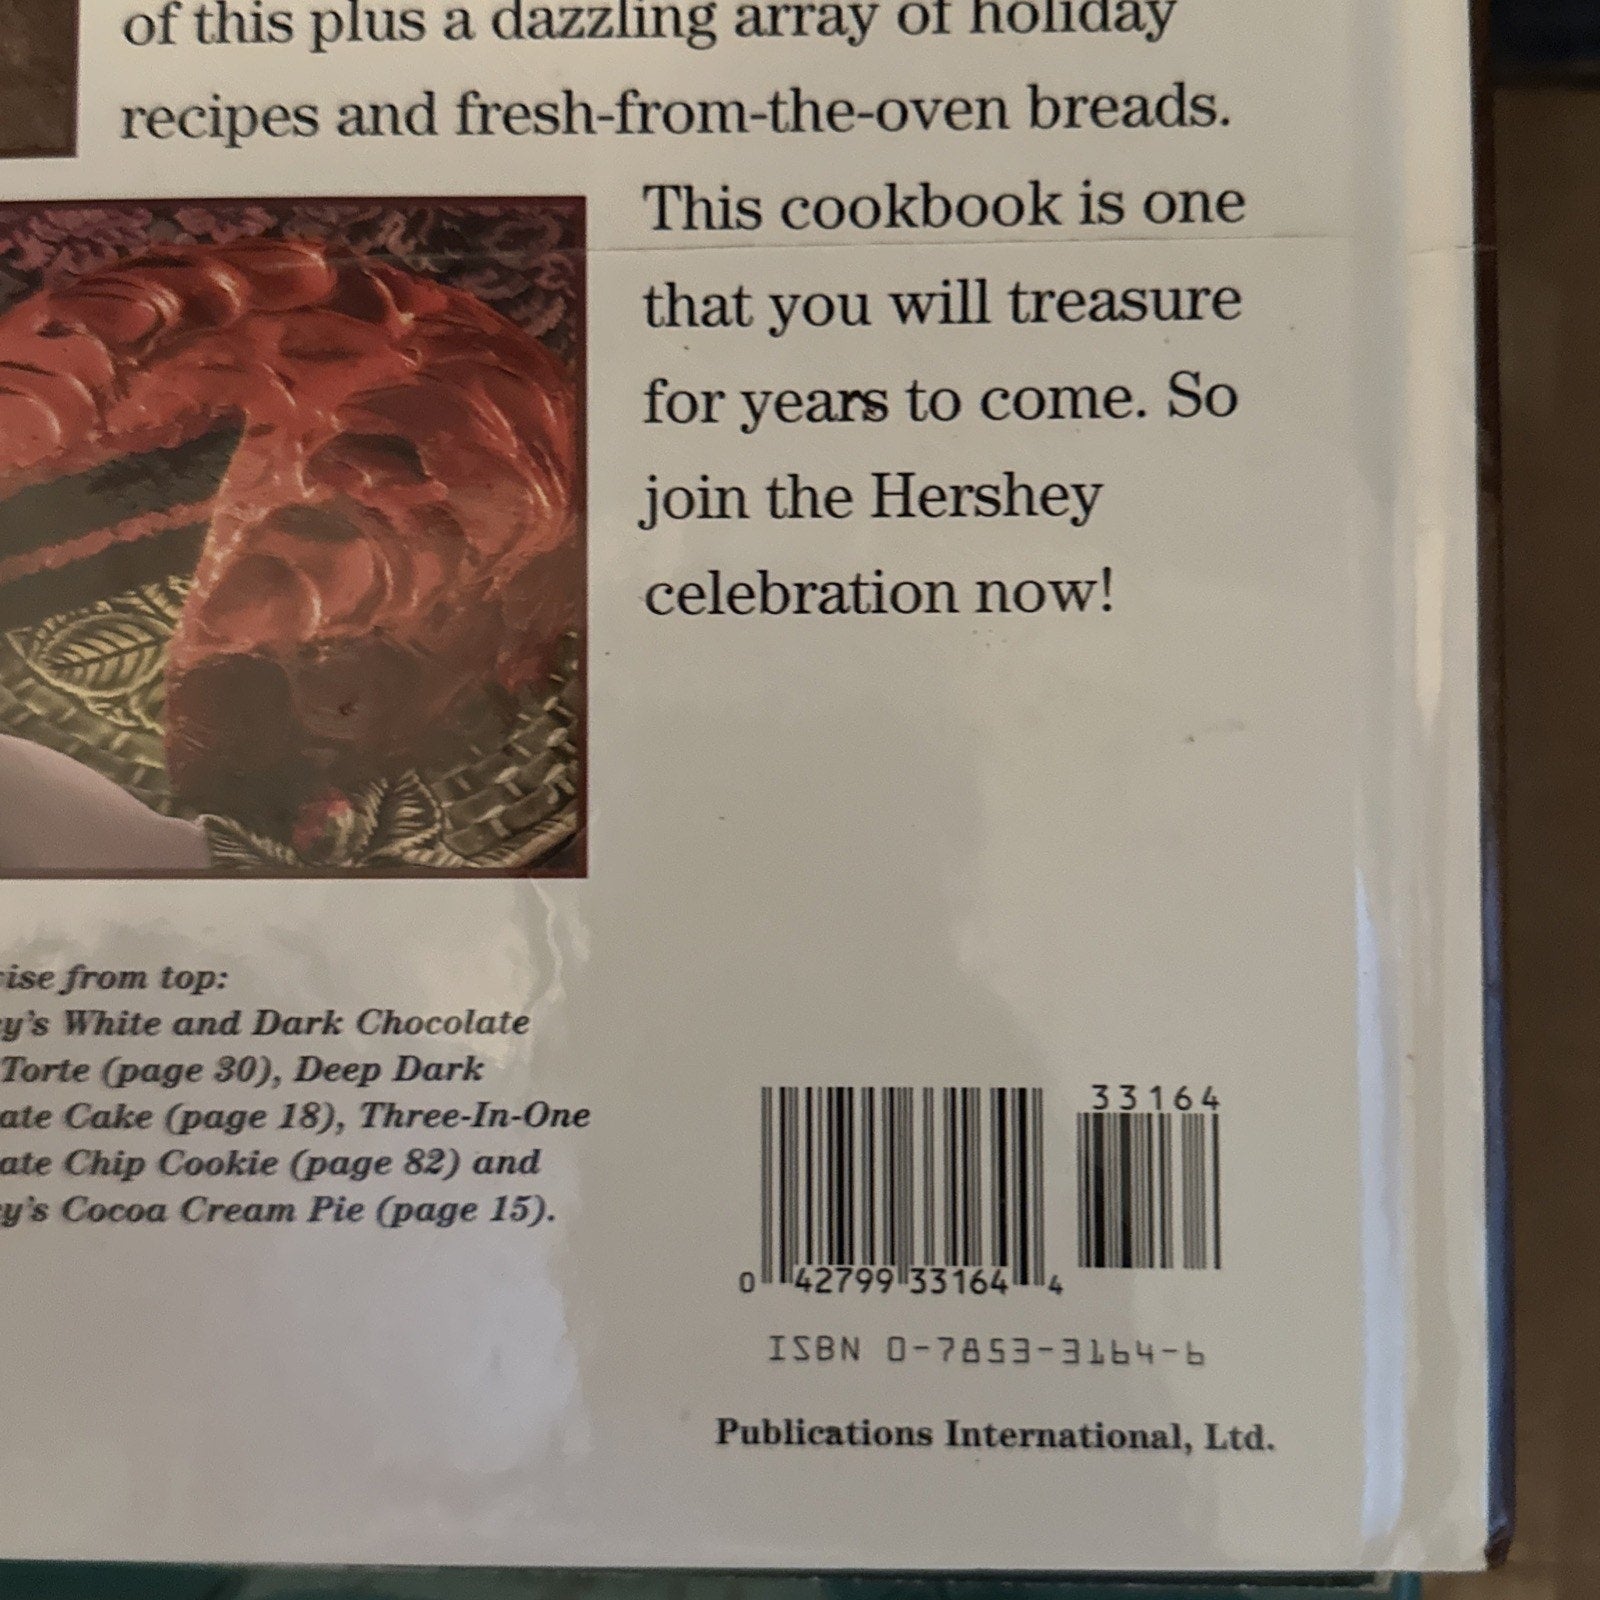 of this plus a dazzling array of holiday
recipes and fresh-from-the-oven breads.
This cookbook is one
that you will treasure
for years to come. So
join the Hershey
celebration now!
from top:
White and Dark Chocolate
Torte (page 30), Deep Dark
Cake (page 18), Three-In-One
Chip Cookie (page 82) and
Cocoa Cream Pie (page 15).
33164
0 42799 33164 4
ISBN 0-7853-3164-6
Publications International, Ltd.